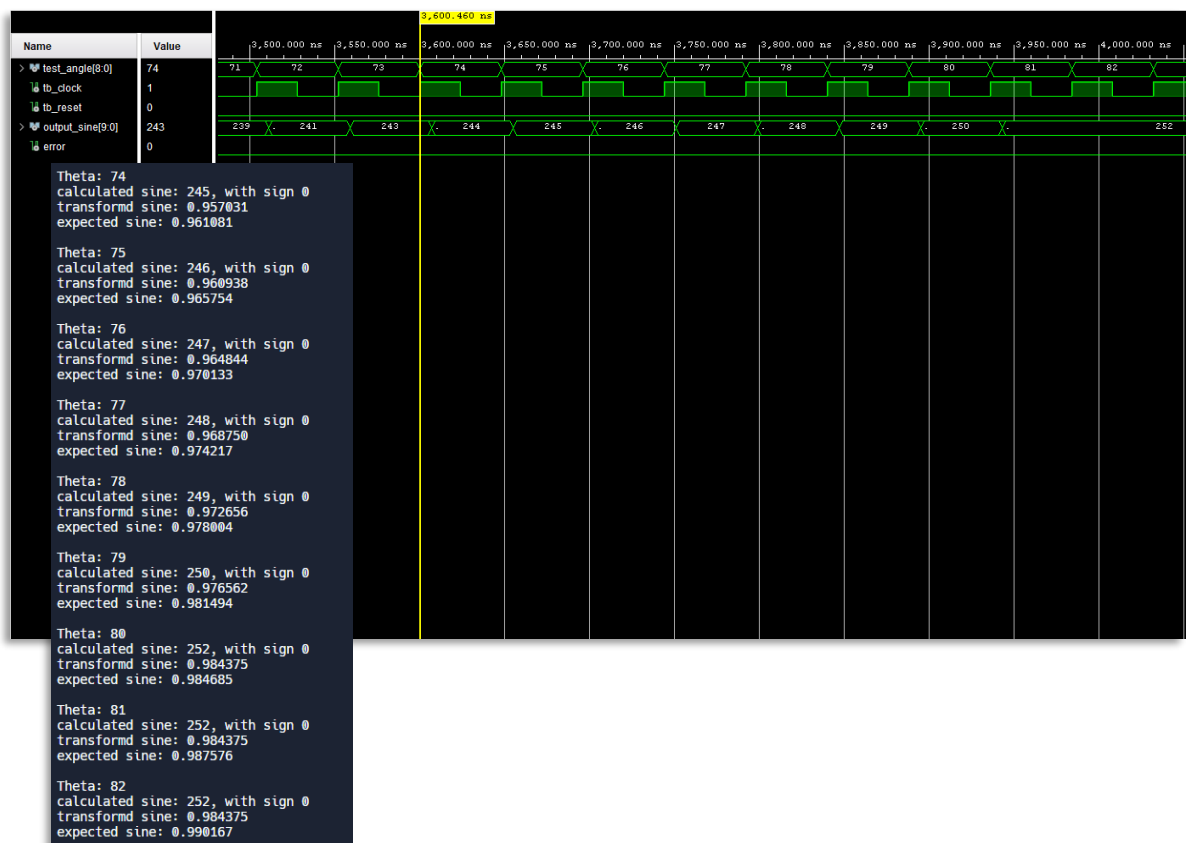 3,600.460 ns
Name Value
3,500.000 ns 3,550.000 ns 3,600.000 ns 3,650.000 ns 3,700.000 ns 3,750.000 ns 3,800.000 ns 3,850.000 ns 3,900.000 ns 3,950.000 ns 4,000.000 ns
test_angle[8:0] 74 71 72 73 74 75 76 77 78 79 80 81 82
tb_clock 1
tb_reset 0
output_sine[9:0] 243 239 . 241 243 . 244 245 . 246 247 . 248 249 . 250 . 252
error 0
Theta: 74
calculated sine: 245, with sign 0
transformd sine: 0.957031
expected sine: 0.961081
Theta: 75
calculated sine: 246, with sign 0
transformd sine: 0.960938
expected sine: 0.965754
Theta: 76
calculated sine: 247, with sign 0
transformd sine: 0.964844
expected sine: 0.970133
Theta: 77
calculated sine: 248, with sign 0
transformd sine: 0.968750
expected sine: 0.974217
Theta: 78
calculated sine: 249, with sign 0
transformd sine: 0.972656
expected sine: 0.978004
Theta: 79
calculated sine: 250, with sign 0
transformd sine: 0.976562
expected sine: 0.981494
Theta: 80
calculated sine: 252, with sign 0
transformd sine: 0.984375
expected sine: 0.984685
Theta: 81
calculated sine: 252, with sign 0
transformd sine: 0.984375
expected sine: 0.987576
Theta: 82
calculated sine: 252, with sign 0
transformd sine: 0.984375
expected sine: 0.990167